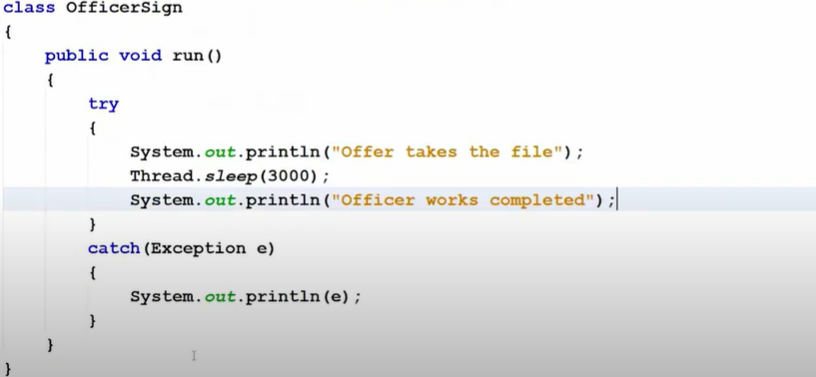 class OfficerSign
{
    public void run()
    {
        try
        {
            System.out.println("Offer takes the file");
            Thread.sleep(3000);
            System.out.println("Officer works completed");
        }
        catch(Exception e)
        {
            System.out.println(e);
        }
    }
}